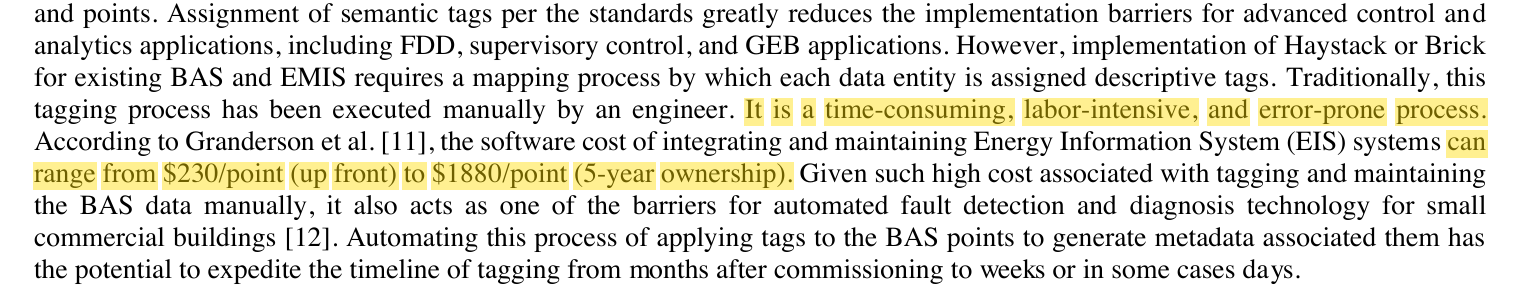 and points. Assignment of semantic tags per the standards greatly reduces the implementation barriers for advanced control and
analytics applications, including FDD, supervisory control, and GEB applications. However, implementation of Haystack or Brick
for existing BAS and EMIS requires a mapping process by which each data entity is assigned descriptive tags. Traditionally, this
tagging process has been executed manually by an engineer. It is a time-consuming, labor-intensive, and error-prone process.
According to Granderson et al. [11], the software cost of integrating and maintaining Energy Information System (EIS) systems can
range from $230/point (up front) to $1880/point (5-year ownership). Given such high cost associated with tagging and maintaining
the BAS data manually, it also acts as one of the barriers for automated fault detection and diagnosis technology for small
commercial buildings [12]. Automating this process of applying tags to the BAS points to generate metadata associated them has
the potential to expedite the timeline of tagging from months after commissioning to weeks or in some cases days.